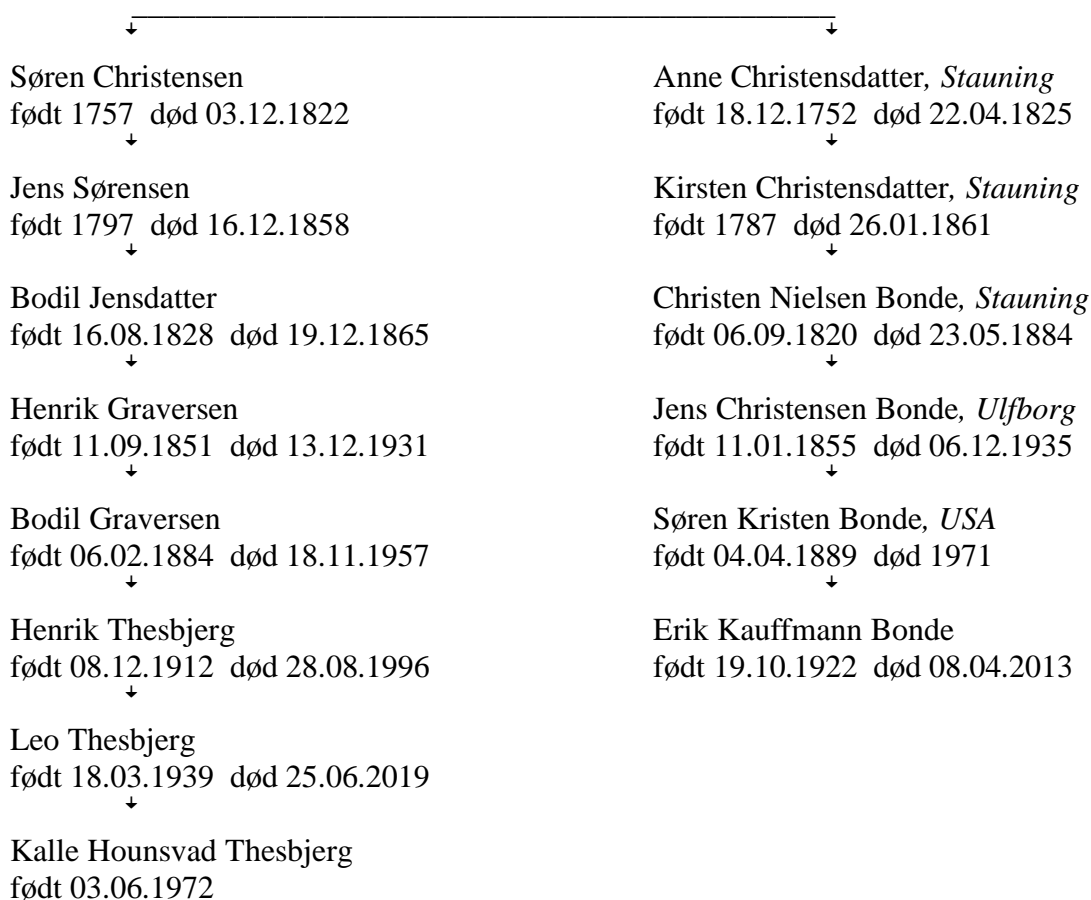 Søren Christensen
født 1757 død 03.12.1822
Jens Sørensen
født 1797 død 16.12.1858
Bodil Jensdatter
født 16.08.1828 død 19.12.1865
Henrik Graversen
født 11.09.1851 død 13.12.1931
Bodil Graversen
født 06.02.1884 død 18.11.1957
Henrik Thesbjerg
født 08.12.1912 død 28.08.1996
Leo Thesbjerg
født 18.03.1939 død 25.06.2019
Kalle Hounsvad Thesbjerg
født 03.06.1972
Anne Christensdatter, Stauning
født 18.12.1752 død 22.04.1825
Kirsten Christensdatter, Stauning
født 1787 død 26.01.1861
Christen Nielsen Bonde, Stauning
født 06.09.1820 død 23.05.1884
Jens Christensen Bonde, Ulfborg
født 11.01.1855 død 06.12.1935
Søren Kristen Bonde, USA
født 04.04.1889 død 1971
Erik Kauffmann Bonde
født 19.10.1922 død 08.04.2013